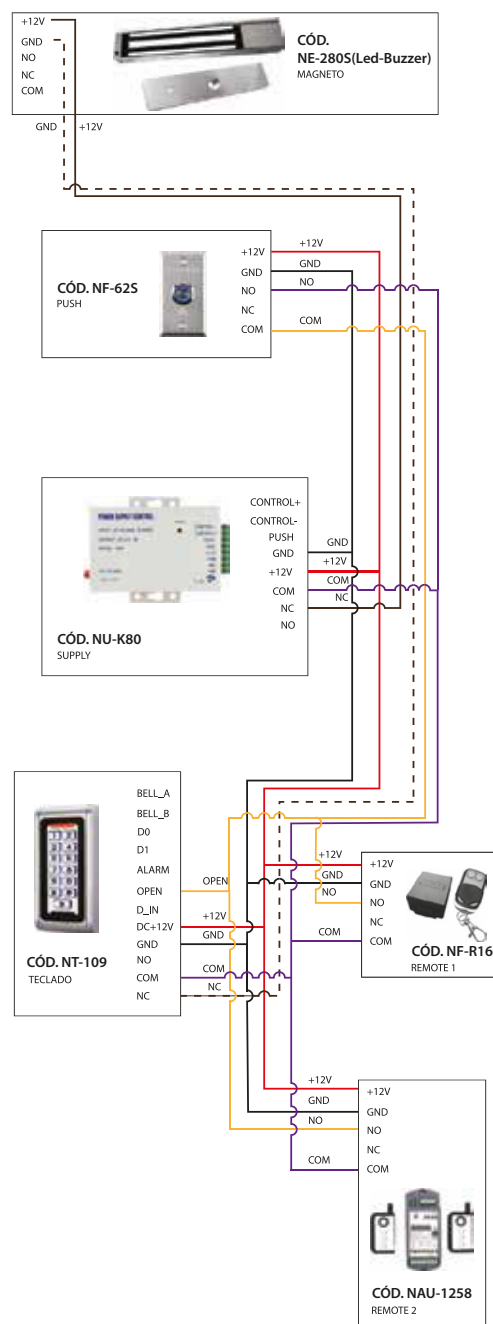 +12V
GND
NO
NC
COM
CÓD.
NE-280S(Led-Buzzer)
MAGNETO
GND
+12V
CÓD. NF-62S
PUSH
+12V
GND
NO
NC
COM
+12V
GND
NO
COM
POWER SUPPLY CONTROL
CÓD. NU-K80
SUPPLY
CONTROL+
CONTROL-
PUSH
GND
+12V
COM
NC
NO
GND
+12V
COM
NC
CÓD. NT-109
TECLADO
BELL_A
BELL_B
D0
D1
ALARM
OPEN
D_IN
DC+12V
GND
NO
COM
NC
OPEN
+12V
GND
COM
NC
+12V
GND
NO
COM
+12V
GND
NO
NC
COM
CÓD. NF-R16
REMOTE 1
+12V
GND
NO
COM
+12V
GND
NO
NC
COM
CÓD. NAU-1258
REMOTE 2